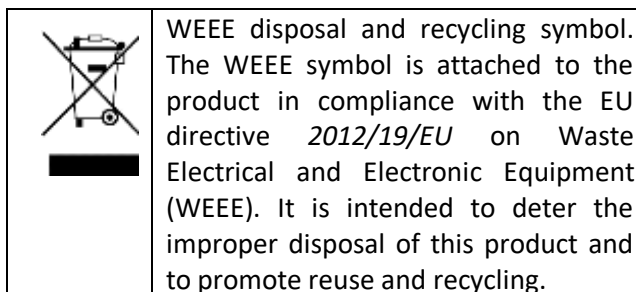 WEEE disposal and recycling symbol.
The WEEE symbol is attached to the
product in compliance with the EU
directive 2012/19/EU on Waste
Electrical and Electronic Equipment
(WEEE). It is intended to deter the
improper disposal of this product and
to promote reuse and recycling.